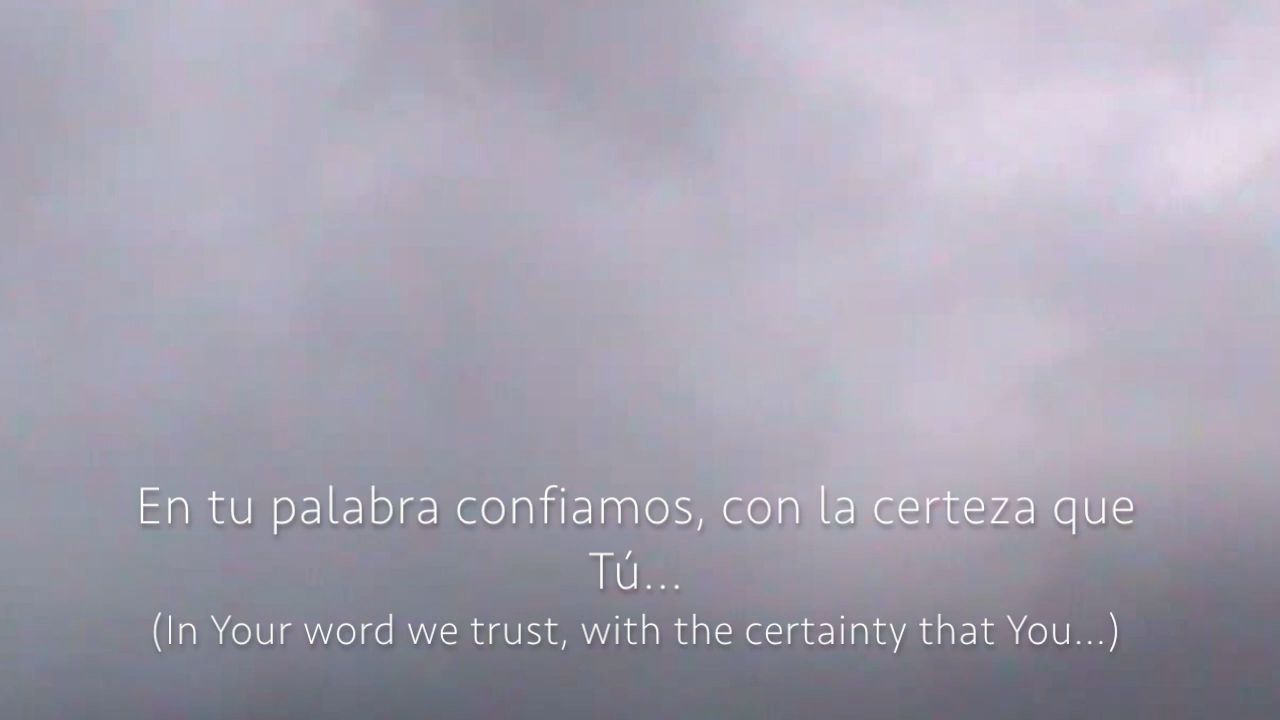 En tu palabra confiamos, con la certeza que
Tú...
(In Your word we trust, with the certainty that You...)